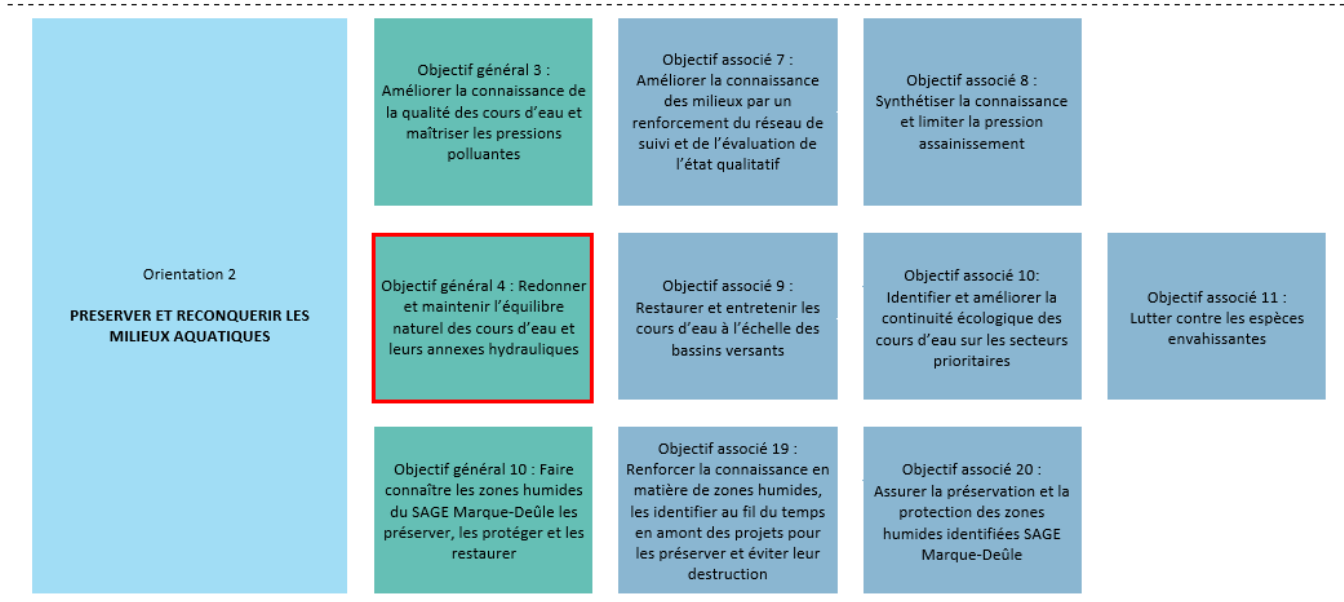 Orientation 2
PRESERVER ET RECONQUERIR LES
MILIEUX AQUATIQUES
Objectif général 3 :
Améliorer la connaissance de
la qualité des cours d’eau et
maîtriser les pressions
polluantes
Objectif associé 7 :
Améliorer la connaissance
des milieux par un
renforcement du réseau de
suivi et de l’évaluation de
l’état qualitatif
Objectif associé 8 :
Synthétiser la connaissance
et limiter la pression
assainissement
Objectif général 4 : Redonner
et maintenir l’équilibre
naturel des cours d’eau et
leurs annexes hydrauliques
Objectif associé 9 :
Restaurer et entretenir les
cours d’eau à l’échelle des
bassins versants
Objectif associé 10:
Identifier et améliorer la
continuité écologique des
cours d’eau sur les secteurs
prioritaires
Objectif associé 11 :
Lutter contre les espèces
envahissantes
Objectif général 10 : Faire
connaître les zones humides
du SAGE Marque-Deûle les
préserver, les protéger et les
restaurer
Objectif associé 19 :
Renforcer la connaissance en
matière de zones humides,
les identifier au fil du temps
en amont des projets pour
les préserver et éviter leur
destruction
Objectif associé 20 :
Assurer la préservation et la
protection des zones
humides identifiées SAGE
Marque-Deûle